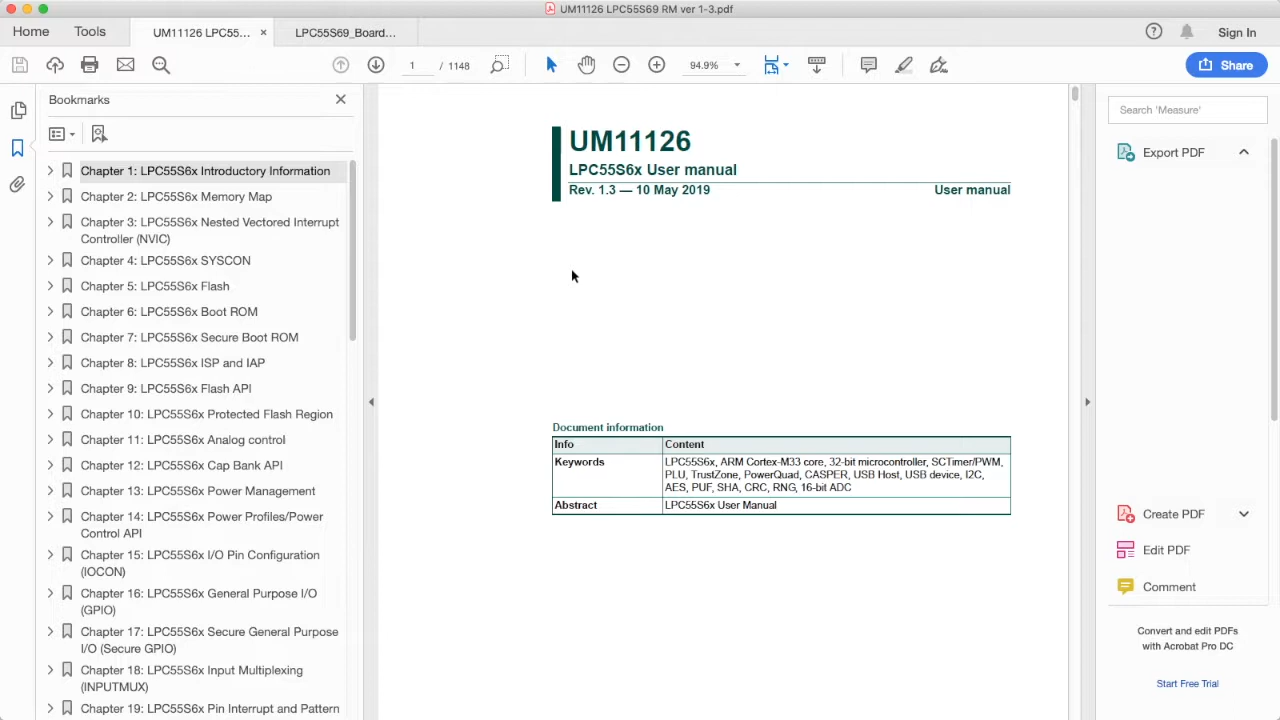 UM11126 LPC55S69 RM ver 1-3.pdf
Home
Tools
UM11126 LPC55...
LPC55S69_Board...
Sign In
1 / 1148
94.9%
Share
Bookmarks
Chapter 1: LPC55S6x Introductory Information
Chapter 2: LPC55S6x Memory Map
Chapter 3: LPC55S6x Nested Vectored Interrupt
Controller (NVIC)
Chapter 4: LPC55S6x SYSCON
Chapter 5: LPC55S6x Flash
Chapter 6: LPC55S6x Boot ROM
Chapter 7: LPC55S6x Secure Boot ROM
Chapter 8: LPC55S6x ISP and IAP
Chapter 9: LPC55S6x Flash API
Chapter 10: LPC55S6x Protected Flash Region
Chapter 11: LPC55S6x Analog control
Chapter 12: LPC55S6x Cap Bank API
Chapter 13: LPC55S6x Power Management
Chapter 14: LPC55S6x Power Profiles/Power
Control API
Chapter 15: LPC55S6x I/O Pin Configuration
(IOCON)
Chapter 16: LPC55S6x General Purpose I/O
(GPIO)
Chapter 17: LPC55S6x Secure General Purpose
I/O (Secure GPIO)
Chapter 18: LPC55S6x Input Multiplexing
(INPUTMUX)
Chapter 19: LPC55S6x Pin Interrupt and Pattern
UM11126
LPC55S6x User manual
Rev. 1.3 — 10 May 2019
User manual
Document information
Info
Content
Keywords
LPC55S6x, ARM Cortex-M33 core, 32-bit microcontroller, SCTimer/PWM,
PLU, TrustZone, PowerQuad, CASPER, USB Host, USB device, I2C,
AES, PUF, SHA, CRC, RNG, 16-bit ADC
Abstract
LPC55S6x User Manual
Search 'Measure'
Export PDF
Create PDF
Edit PDF
Comment
Convert and edit PDFs
with Acrobat Pro DC
Start Free Trial